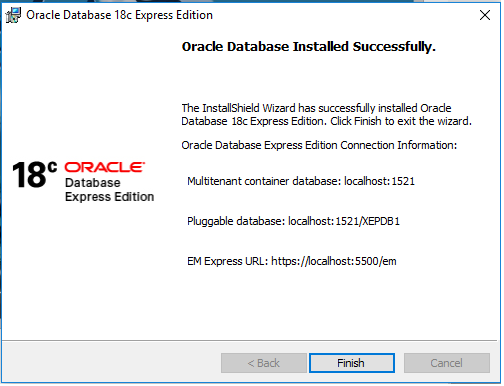 Oracle Database 18c Express Edition
Oracle Database Installed Successfully.
The InstallShield Wizard has successfully installed Oracle
Database 18c Express Edition. Click Finish to exit the wizard.
Oracle Database Express Edition Connection Information:
18c ORACLE
Database
Express Edition
Multitenant container database: localhost:1521
Pluggable database: localhost:1521/XEPDB1
EM Express URL: https://localhost:5500/em
< Back
Finish
Cancel